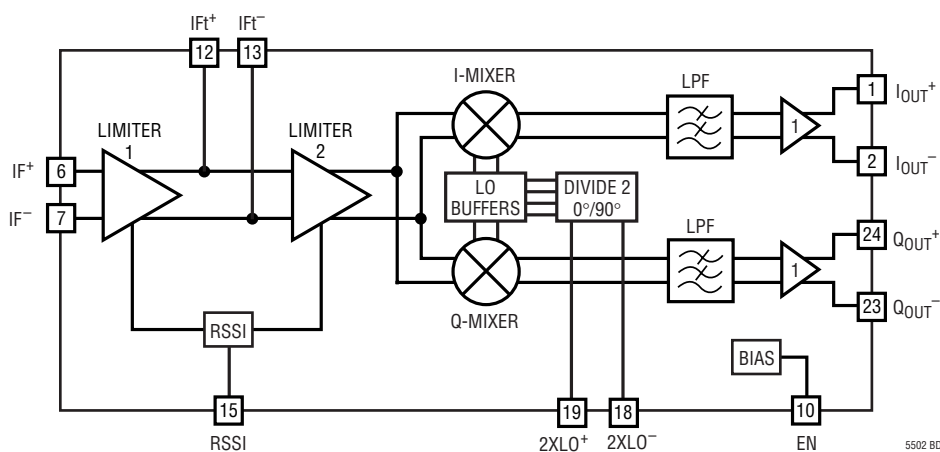 IFt+ IFt–
12 13
I-MIXER
LPF
1 IOUT+
LIMITER
1
LIMITER
2
1
IF+ 6
2 IOUT–
LO
BUFFERS
DIVIDE 2
0°/90°
IF– 7
LPF
24 QOUT+
1
Q-MIXER
23 QOUT–
RSSI
BIAS
15
19 18
10
RSSI
2XLO+ 2XLO–
EN
5502 BD